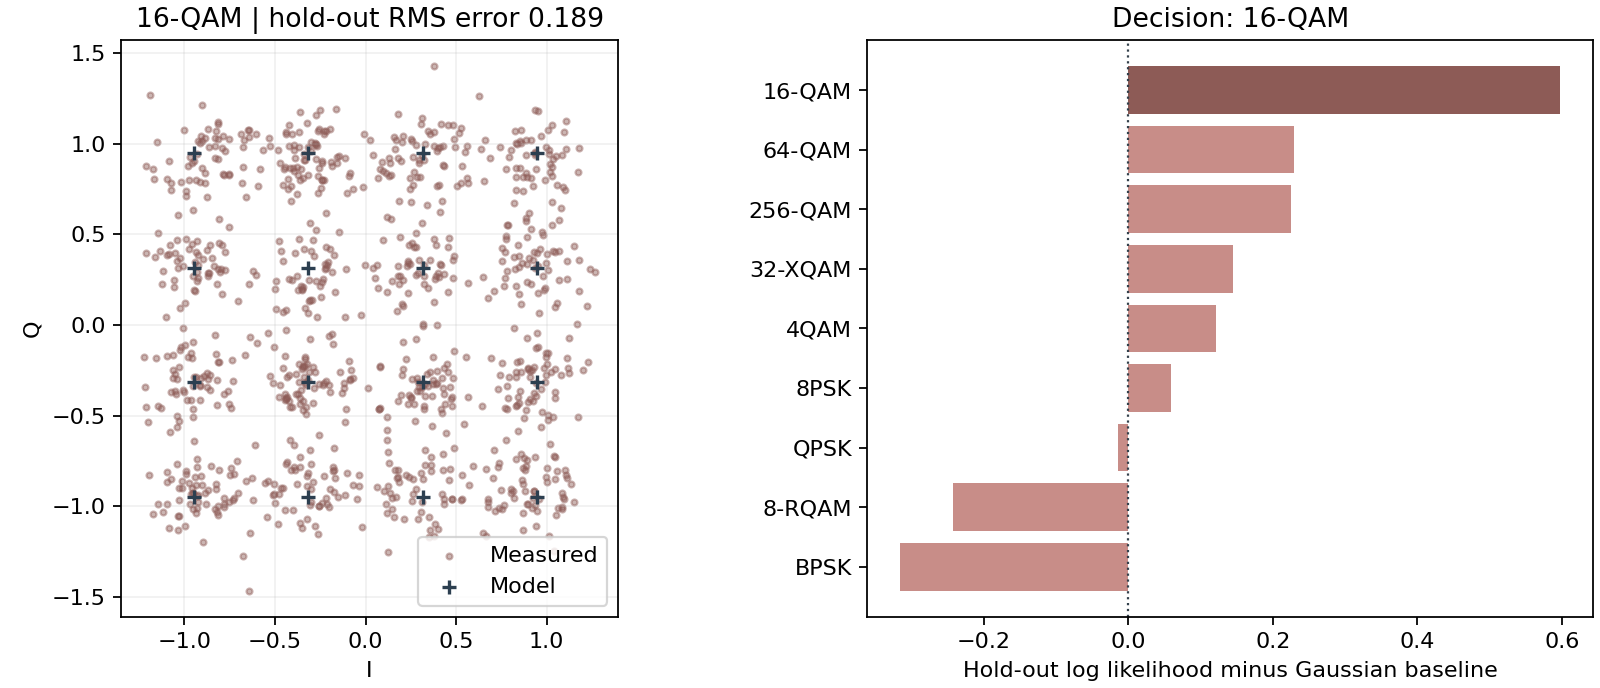 16-QAM | hold-out RMS error 0.189
1.5
1.0
0.5
0.0
−0.5
−1.0
−1.5
Q
−1.0
−0.5
0.0
0.5
1.0
I
Measured
Model
Decision: 16-QAM
16-QAM
64-QAM
256-QAM
32-XQAM
4QAM
8PSK
QPSK
8-RQAM
BPSK
−0.2
0.0
0.2
0.4
0.6
Hold-out log likelihood minus Gaussian baseline